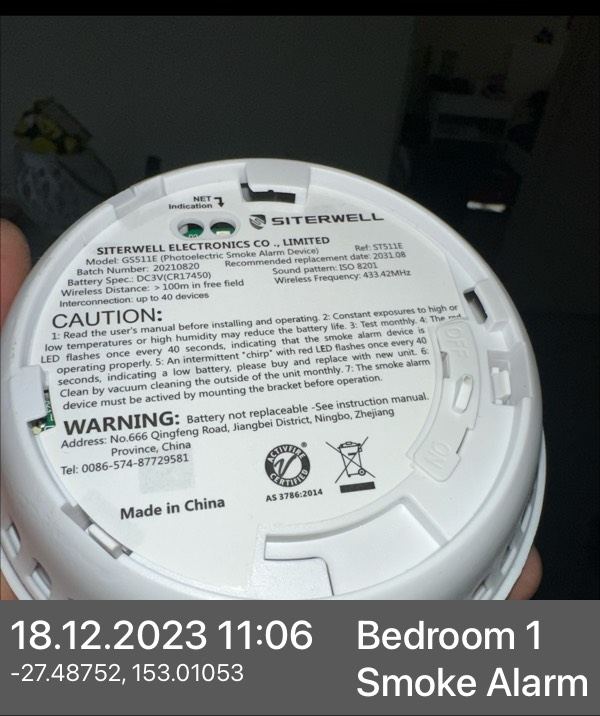 NET
Indication
SITERWELL
SITERWELL ELECTRONICS CO ., LIMITED
Model: GS511E (Photoelectric Smoke Alarm Device)
Ref: ST511E
Batch Number: 20210820
Recommended replacement date: 2031.08
Battery Spec.: DC3V(CR17450)
Sound pattern: ISO 8201
Wireless Distance: >100m in free field
Wireless Frequency: 433.42MHz
Interconnection: up to 40 devices
CAUTION:
1: Read the user's manual before installing and operating. 2: Constant exposures to high or
low temperatures or high humidity may reduce the battery life. 3: Test monthly. 4: The red
LED flashes once every 40 seconds, indicating that the smoke alarm device is
operating properly. 5: An intermittent "chirp" with red LED flashes once every 40
seconds, indicating a low battery, please buy and replace with new unit. 6:
Clean by vacuum cleaning the outside of the unit monthly. 7: The smoke alarm
device must be actived by mounting the bracket before operation.
WARNING: Battery not replaceable -See instruction manual.
Address: No.666 Qingfeng Road, Jiangbei District, Ningbo, Zhejiang
Province, China
Tel: 0086-574-87729581
Made in China
ACTIVFIRE
CERTIFIED
®
AS 3786:2014
OFF
ON
18.12.2023 11:06
-27.48752, 153.01053
Bedroom 1
Smoke Alarm